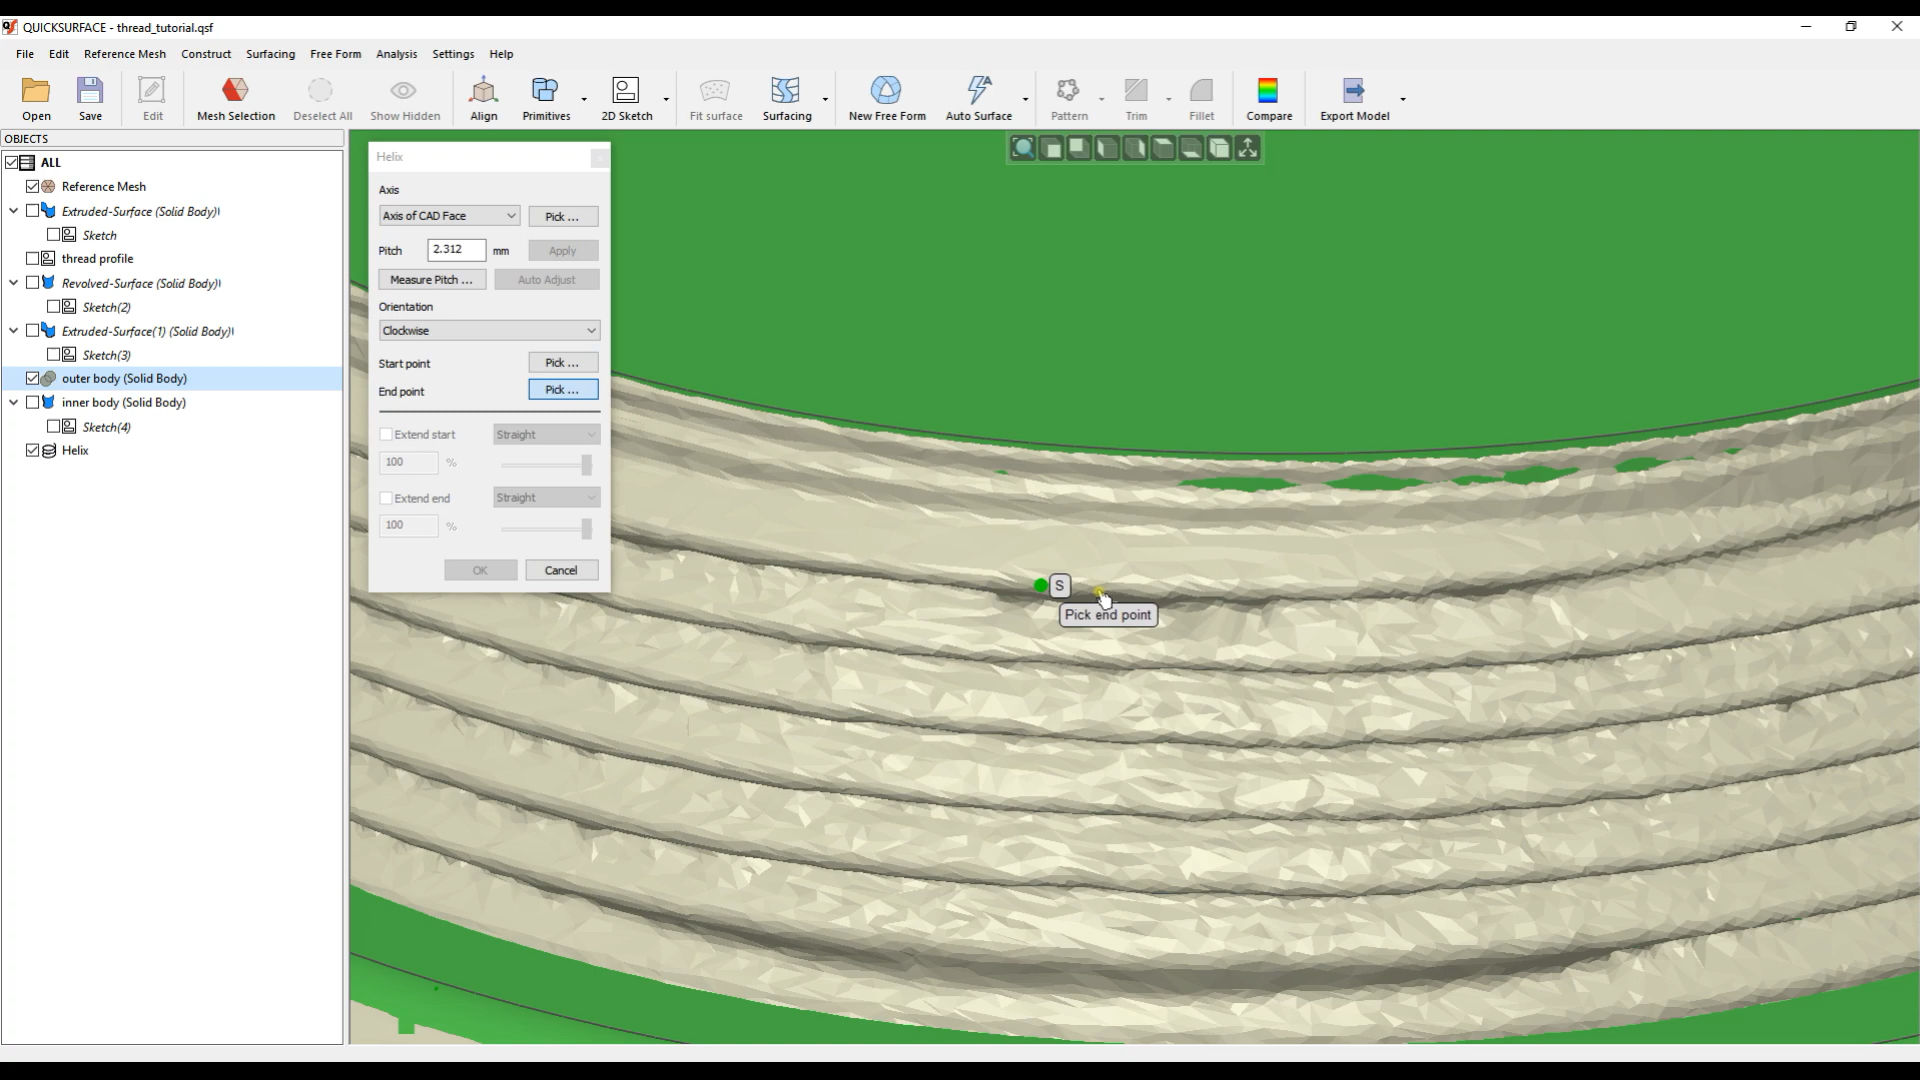 QUICKSURFACE - thread_tutorial.qsf
File Edit Reference Mesh Construct Surfacing Free Form Analysis Settings Help
Open Save Edit Mesh Selection Deselect All Show Hidden Align Primitives 2D Sketch Fit surface Surfacing New Free Form Auto Surface Pattern Trim Fillet Compare Export Model
OBJECTS
ALL
Reference Mesh
Extruded-Surface (Solid Body)
Sketch
thread profile
Revolved-Surface (Solid Body)
Sketch(2)
Extruded-Surface(1) (Solid Body)
Sketch(3)
outer body (Solid Body)
inner body (Solid Body)
Sketch(4)
Helix
Helix
Axis
Axis of CAD Face Pick ...
Pitch 2.312 mm Apply
Measure Pitch ... Auto Adjust
Orientation
Clockwise
Start point Pick ...
End point Pick ...
Extend start Straight
100 %
Extend end Straight
100 %
OK Cancel
S
Pick end point